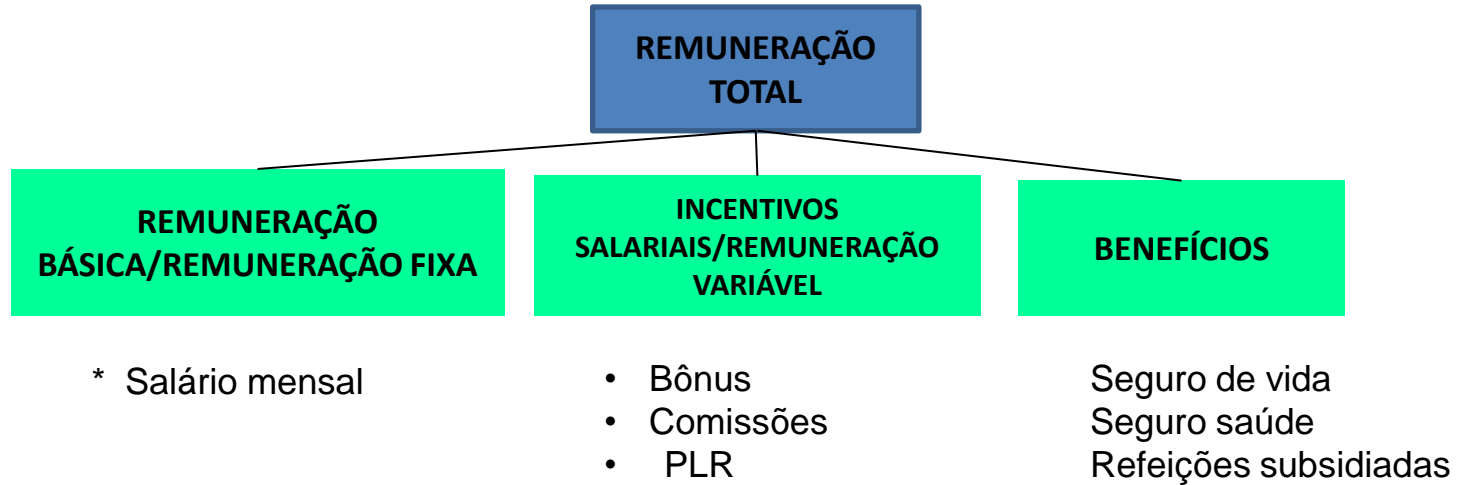 REMUNERAÇÃO
TOTAL
REMUNERAÇÃO
BÁSICA/REMUNERAÇÃO FIXA
INCENTIVOS
SALARIAIS/REMUNERAÇÃO
VARIÁVEL
BENEFÍCIOS
* Salário mensal
• Bônus
• Comissões
• PLR
Seguro de vida
Seguro saúde
Refeições subsidiadas